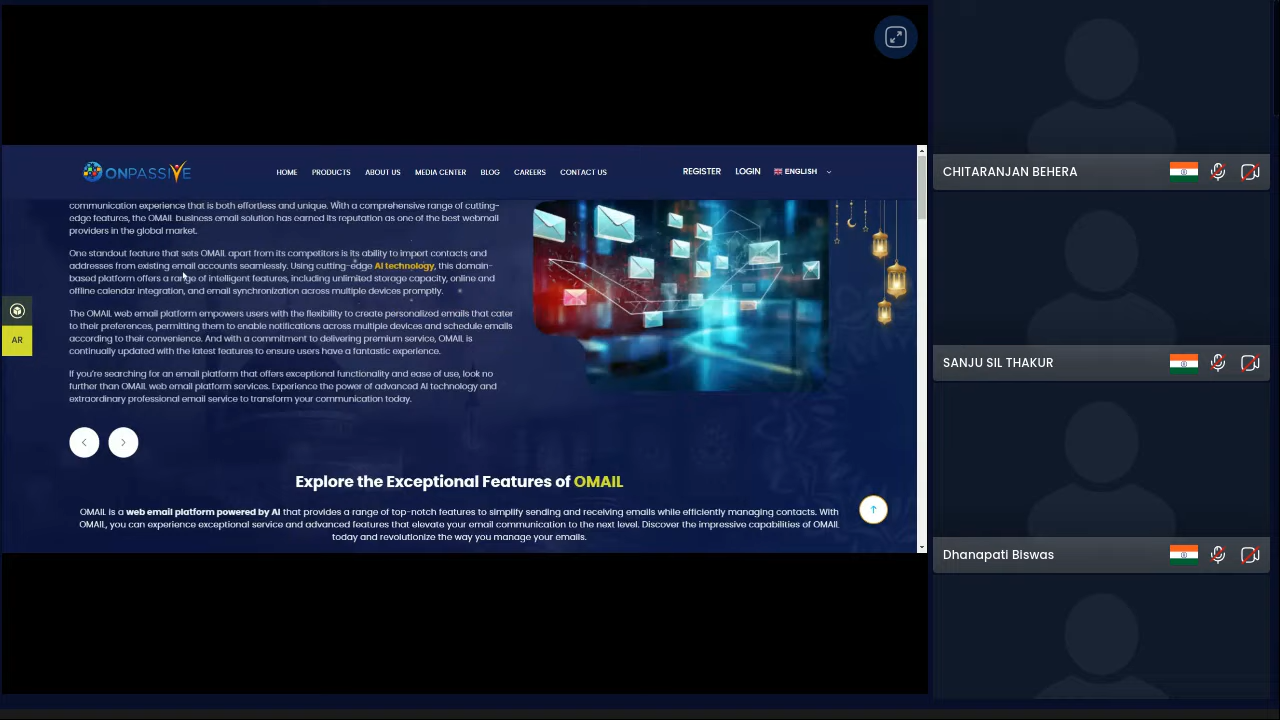 ONPASSIVE
HOME PRODUCTS ABOUT US MEDIA CENTER BLOG CAREERS CONTACT US REGISTER LOGIN ENGLISH
communication experience that is both effortless and unique. With a comprehensive range of cutting-
edge features, the OMAIL business email solution has earned its reputation as one of the best webmail
providers in the global market.
One standout feature that sets OMAIL apart from its competitors is its ability to import contacts and
addresses from existing email accounts seamlessly. Using cutting-edge AI technology, this domain-
based platform offers a range of intelligent features, including unlimited storage capacity, online and
offline calendar integration, and email synchronization across multiple devices promptly.
The OMAIL web email platform empowers users with the flexibility to create personalized emails that cater
to their preferences, permitting them to enable notifications across multiple devices and schedule emails
according to their convenience. And with a commitment to delivering premium service, OMAIL is
continually updated with the latest features to ensure users have a fantastic experience.
If you're searching for an email platform that offers exceptional functionality and ease of use, look no
further than OMAIL web email platform services. Experience the power of advanced AI technology and
extraordinary professional email service to transform your communication today.
AR
Explore the Exceptional Features of OMAIL
OMAIL is a web email platform powered by AI that provides a range of top-notch features to simplify sending and receiving emails while efficiently managing contacts. With
OMAIL, you can experience exceptional service and advanced features that elevate your email communication to the next level. Discover the impressive capabilities of OMAIL
today and revolutionize the way you manage your emails.
CHITARANJAN BEHERA
SANJU SIL THAKUR
Dhanapati Biswas